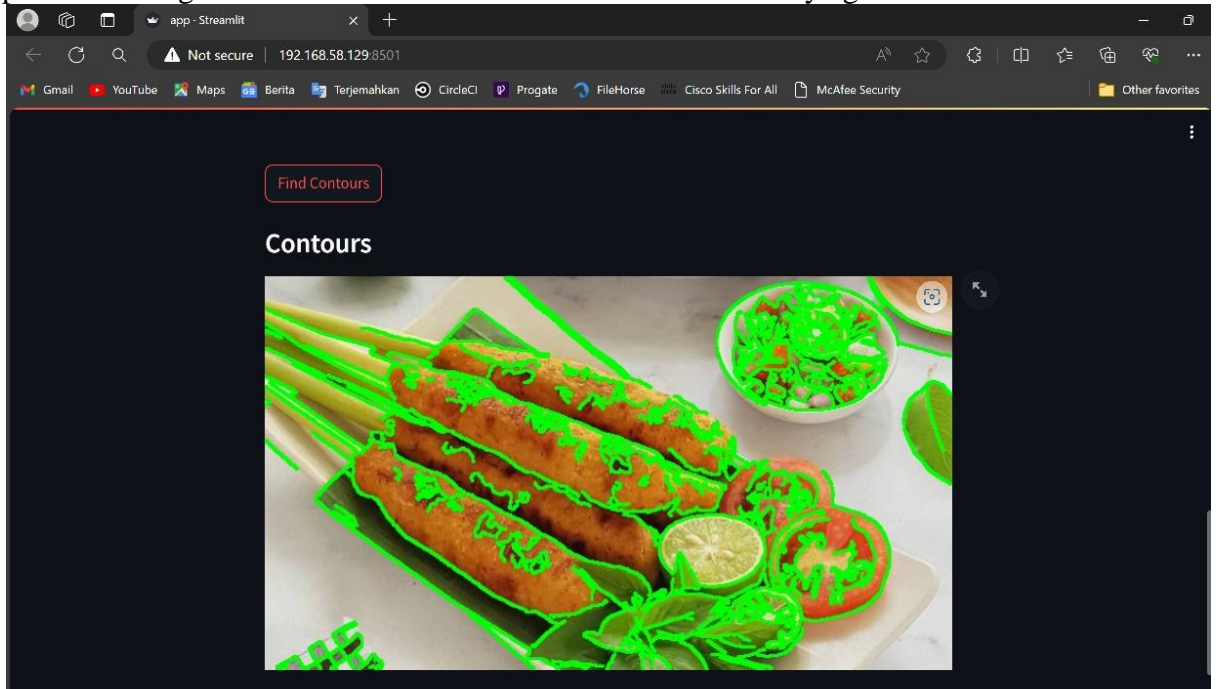 app - Streamlit
Not secure 192.168.58.129:8501
Gmail YouTube Maps Berita Terjemahkan CircleCI Progate FileHorse Cisco Skills For All McAfee Security Other favorites
Find Contours
Contours